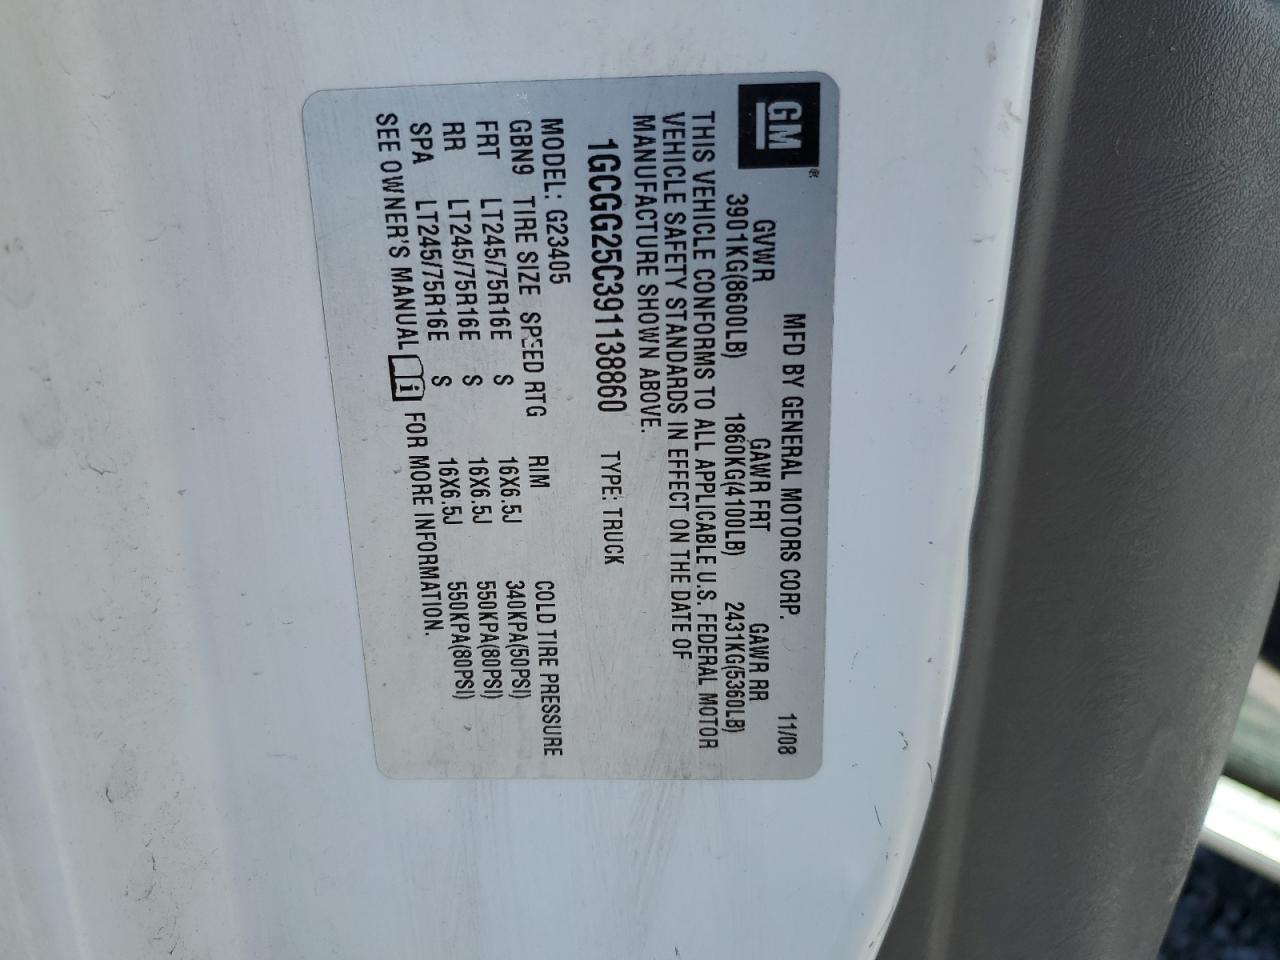 GM®
MFD BY GENERAL MOTORS CORP. 11/08
GVWR GAWR FRT GAWR RR
3901KG(8600LB) 1860KG(4100LB) 2431KG(5360LB)
THIS VEHICLE CONFORMS TO ALL APPLICABLE U.S. FEDERAL MOTOR
VEHICLE SAFETY STANDARDS IN EFFECT ON THE DATE OF
MANUFACTURE SHOWN ABOVE.
1GCGG25C391138860 TYPE: TRUCK
MODEL: G23405
GBN9 TIRE SIZE SPEED RTG RIM COLD TIRE PRESSURE
FRT LT245/75R16E S 16X6.5J 340KPA(50PSI)
RR LT245/75R16E S 16X6.5J 550KPA(80PSI)
SPA LT245/75R16E S 16X6.5J 550KPA(80PSI)
SEE OWNER'S MANUAL i FOR MORE INFORMATION.